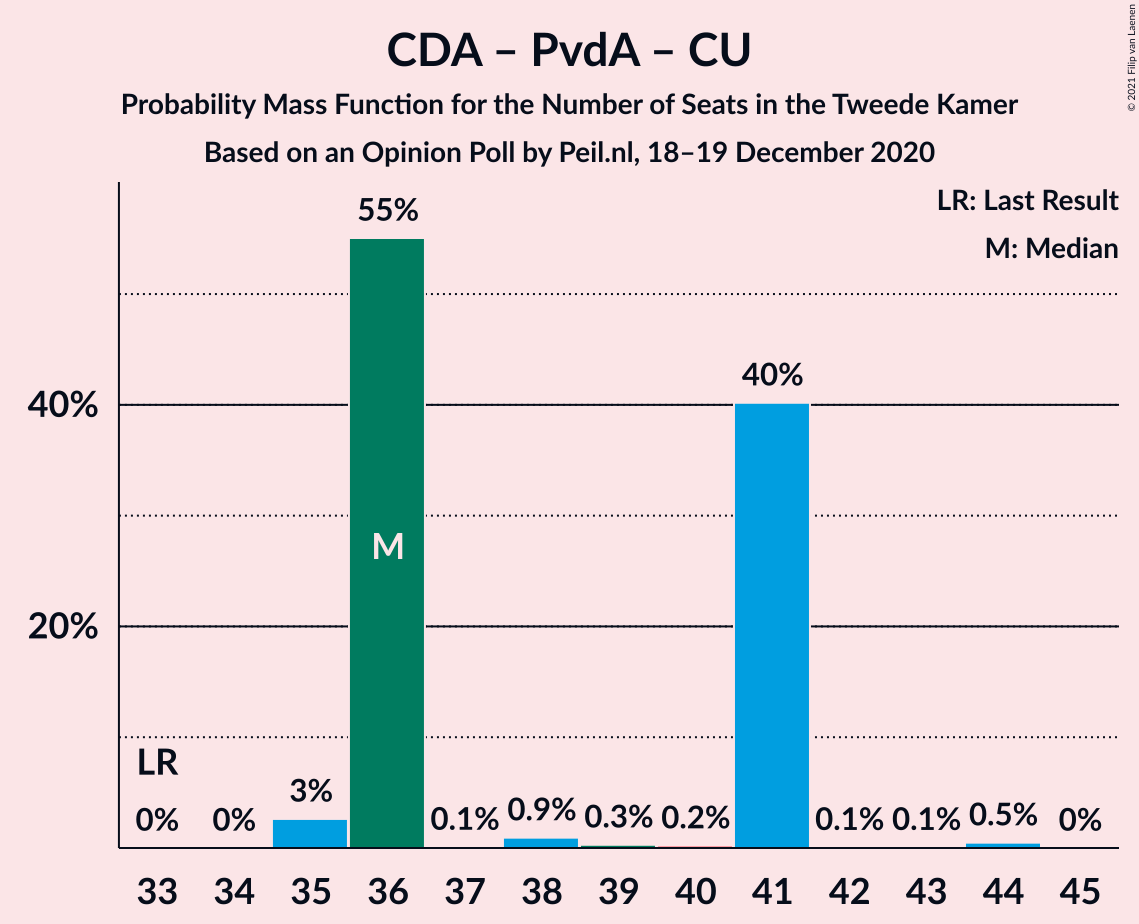 CDA – PvdA – CU
Probability Mass Function for the Number of Seats in the Tweede Kamer
Based on an Opinion Poll by Peil.nl, 18–19 December 2020
© 2021 Filip van Laenen
LR: Last Result
M: Median
55%
40%
40%
M
20%
LR
0% 0% 3% 0.1% 0.9% 0.3% 0.2% 0.1% 0.1% 0.5% 0%
33 34 35 36 37 38 39 40 41 42 43 44 45